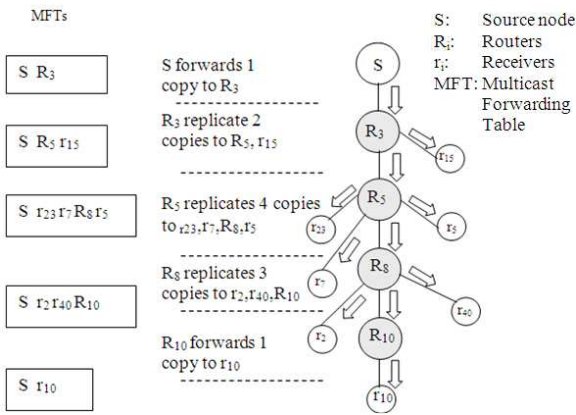 MFTs
S R3
S R5 r15
S r23 r7 R8 r5
S r2 r40 R10
S r10
S forwards 1
copy to R3
R3 replicate 2
copies to R5, r15
R5 replicates 4 copies
to r23,r7,R8,r5
R8 replicates 3
copies to r2,r40,R10
R10 forwards 1
copy to r10
S
R3
r15
R5
r23
r5
r7
R8
r2
r40
R10
r10
S: Source node
Ri: Routers
ri: Receivers
MFT: Multicast
Forwarding
Table